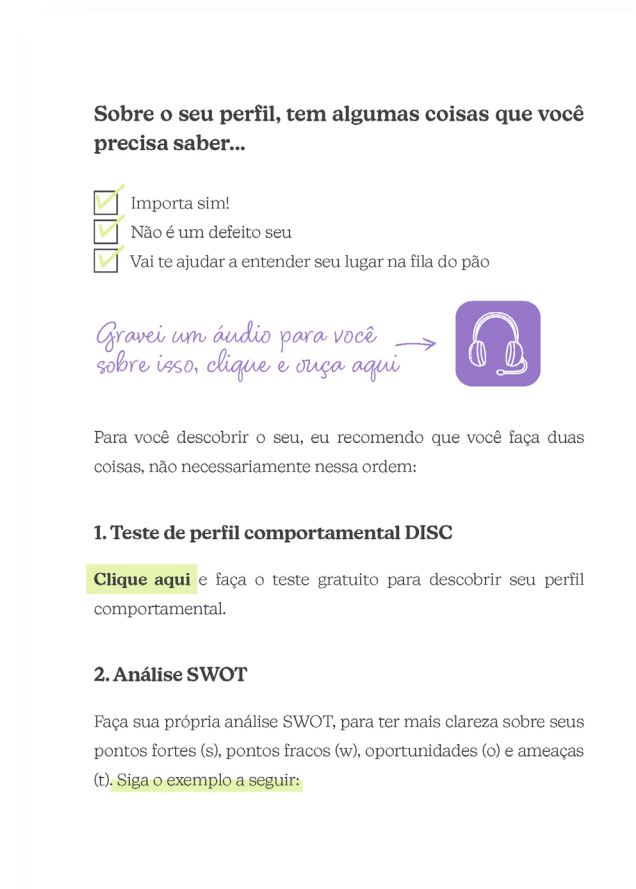 Sobre o seu perfil, tem algumas coisas que você
precisa saber...
Importa sim!
Não é um defeito seu
Vai te ajudar a entender seu lugar na fila do pão
Gravei um áudio para você
sobre isso, clique e ouça aqui
Para você descobrir o seu, eu recomendo que você faça duas
coisas, não necessariamente nessa ordem:
1. Teste de perfil comportamental DISC
Clique aqui e faça o teste gratuito para descobrir seu perfil
comportamental.
2. Análise SWOT
Faça sua própria análise SWOT, para ter mais clareza sobre seus
pontos fortes (s), pontos fracos (w), oportunidades (o) e ameaças
(t). Siga o exemplo a seguir: